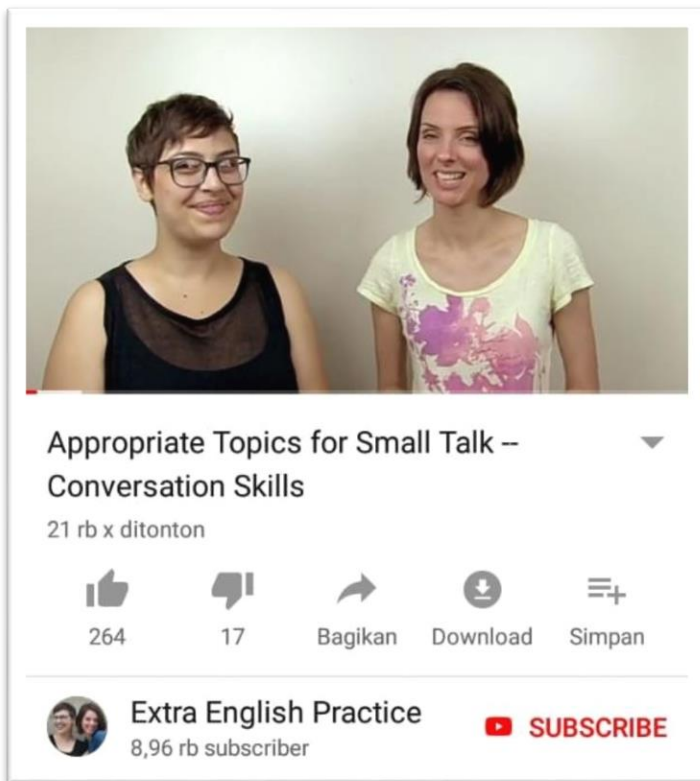 Appropriate Topics for Small Talk --
Conversation Skills
21 rb x ditonton
264
17
Bagikan
Download
Simpan
Extra English Practice
SUBSCRIBE
8,96 rb subscriber